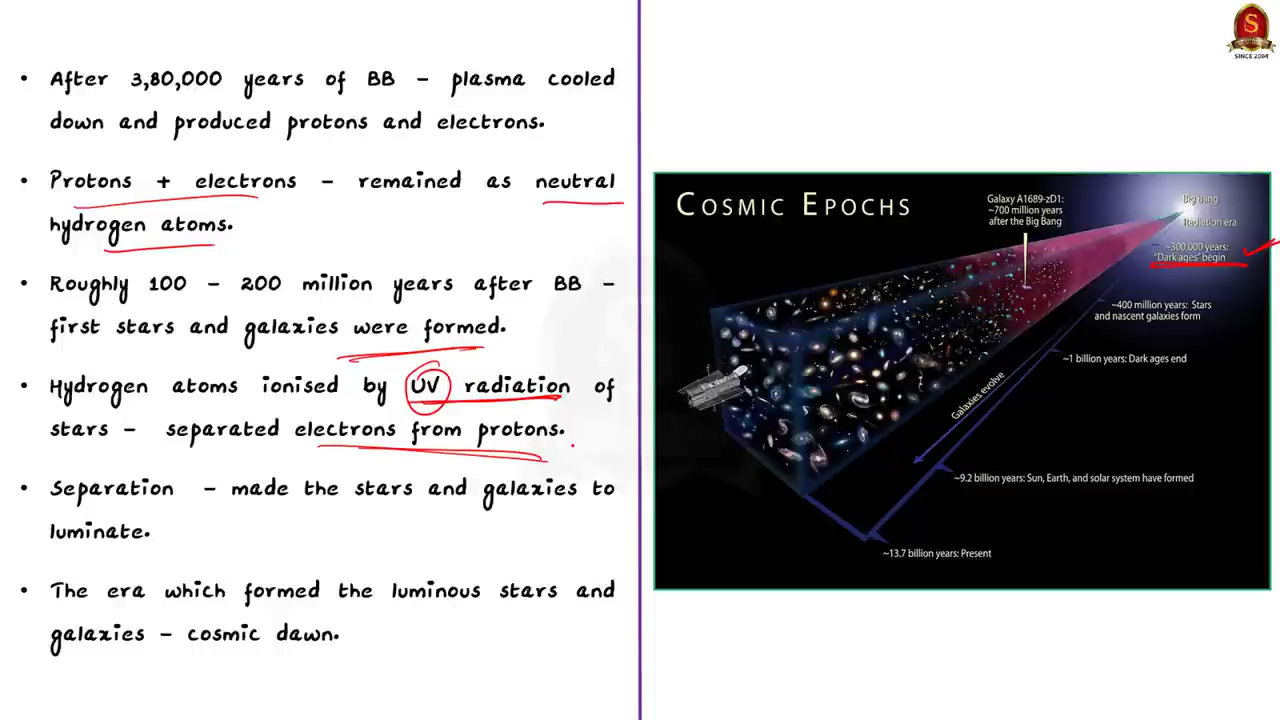 • After 3,80,000 years of BB – plasma cooled
down and produced protons and electrons.
• Protons + electrons – remained as neutral
hydrogen atoms.
• Roughly 100 – 200 million years after BB –
first stars and galaxies were formed.
• Hydrogen atoms ionised by UV radiation of
stars – separated electrons from protons.
• Separation – made the stars and galaxies to
luminate.
• The era which formed the luminous stars and
galaxies – cosmic dawn.
S
SINCE 2004
COSMIC EPOCHS
Galaxy A1689-zD1:
~700 million years
after the Big Bang
Big Bang
Radiation era
~300,000 years:
"Dark ages" begin
~400 million years: Stars
and nascent galaxies form
~1 billion years: Dark ages end
Galaxies evolve
~9.2 billion years: Sun, Earth, and solar system have formed
~13.7 billion years: Present